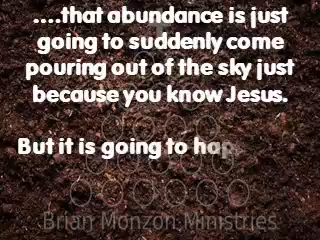 ....that abundance is just
going to suddenly come
pouring out of the sky just
because you know Jesus.
But it is going to hap
Brian Monzon Ministries